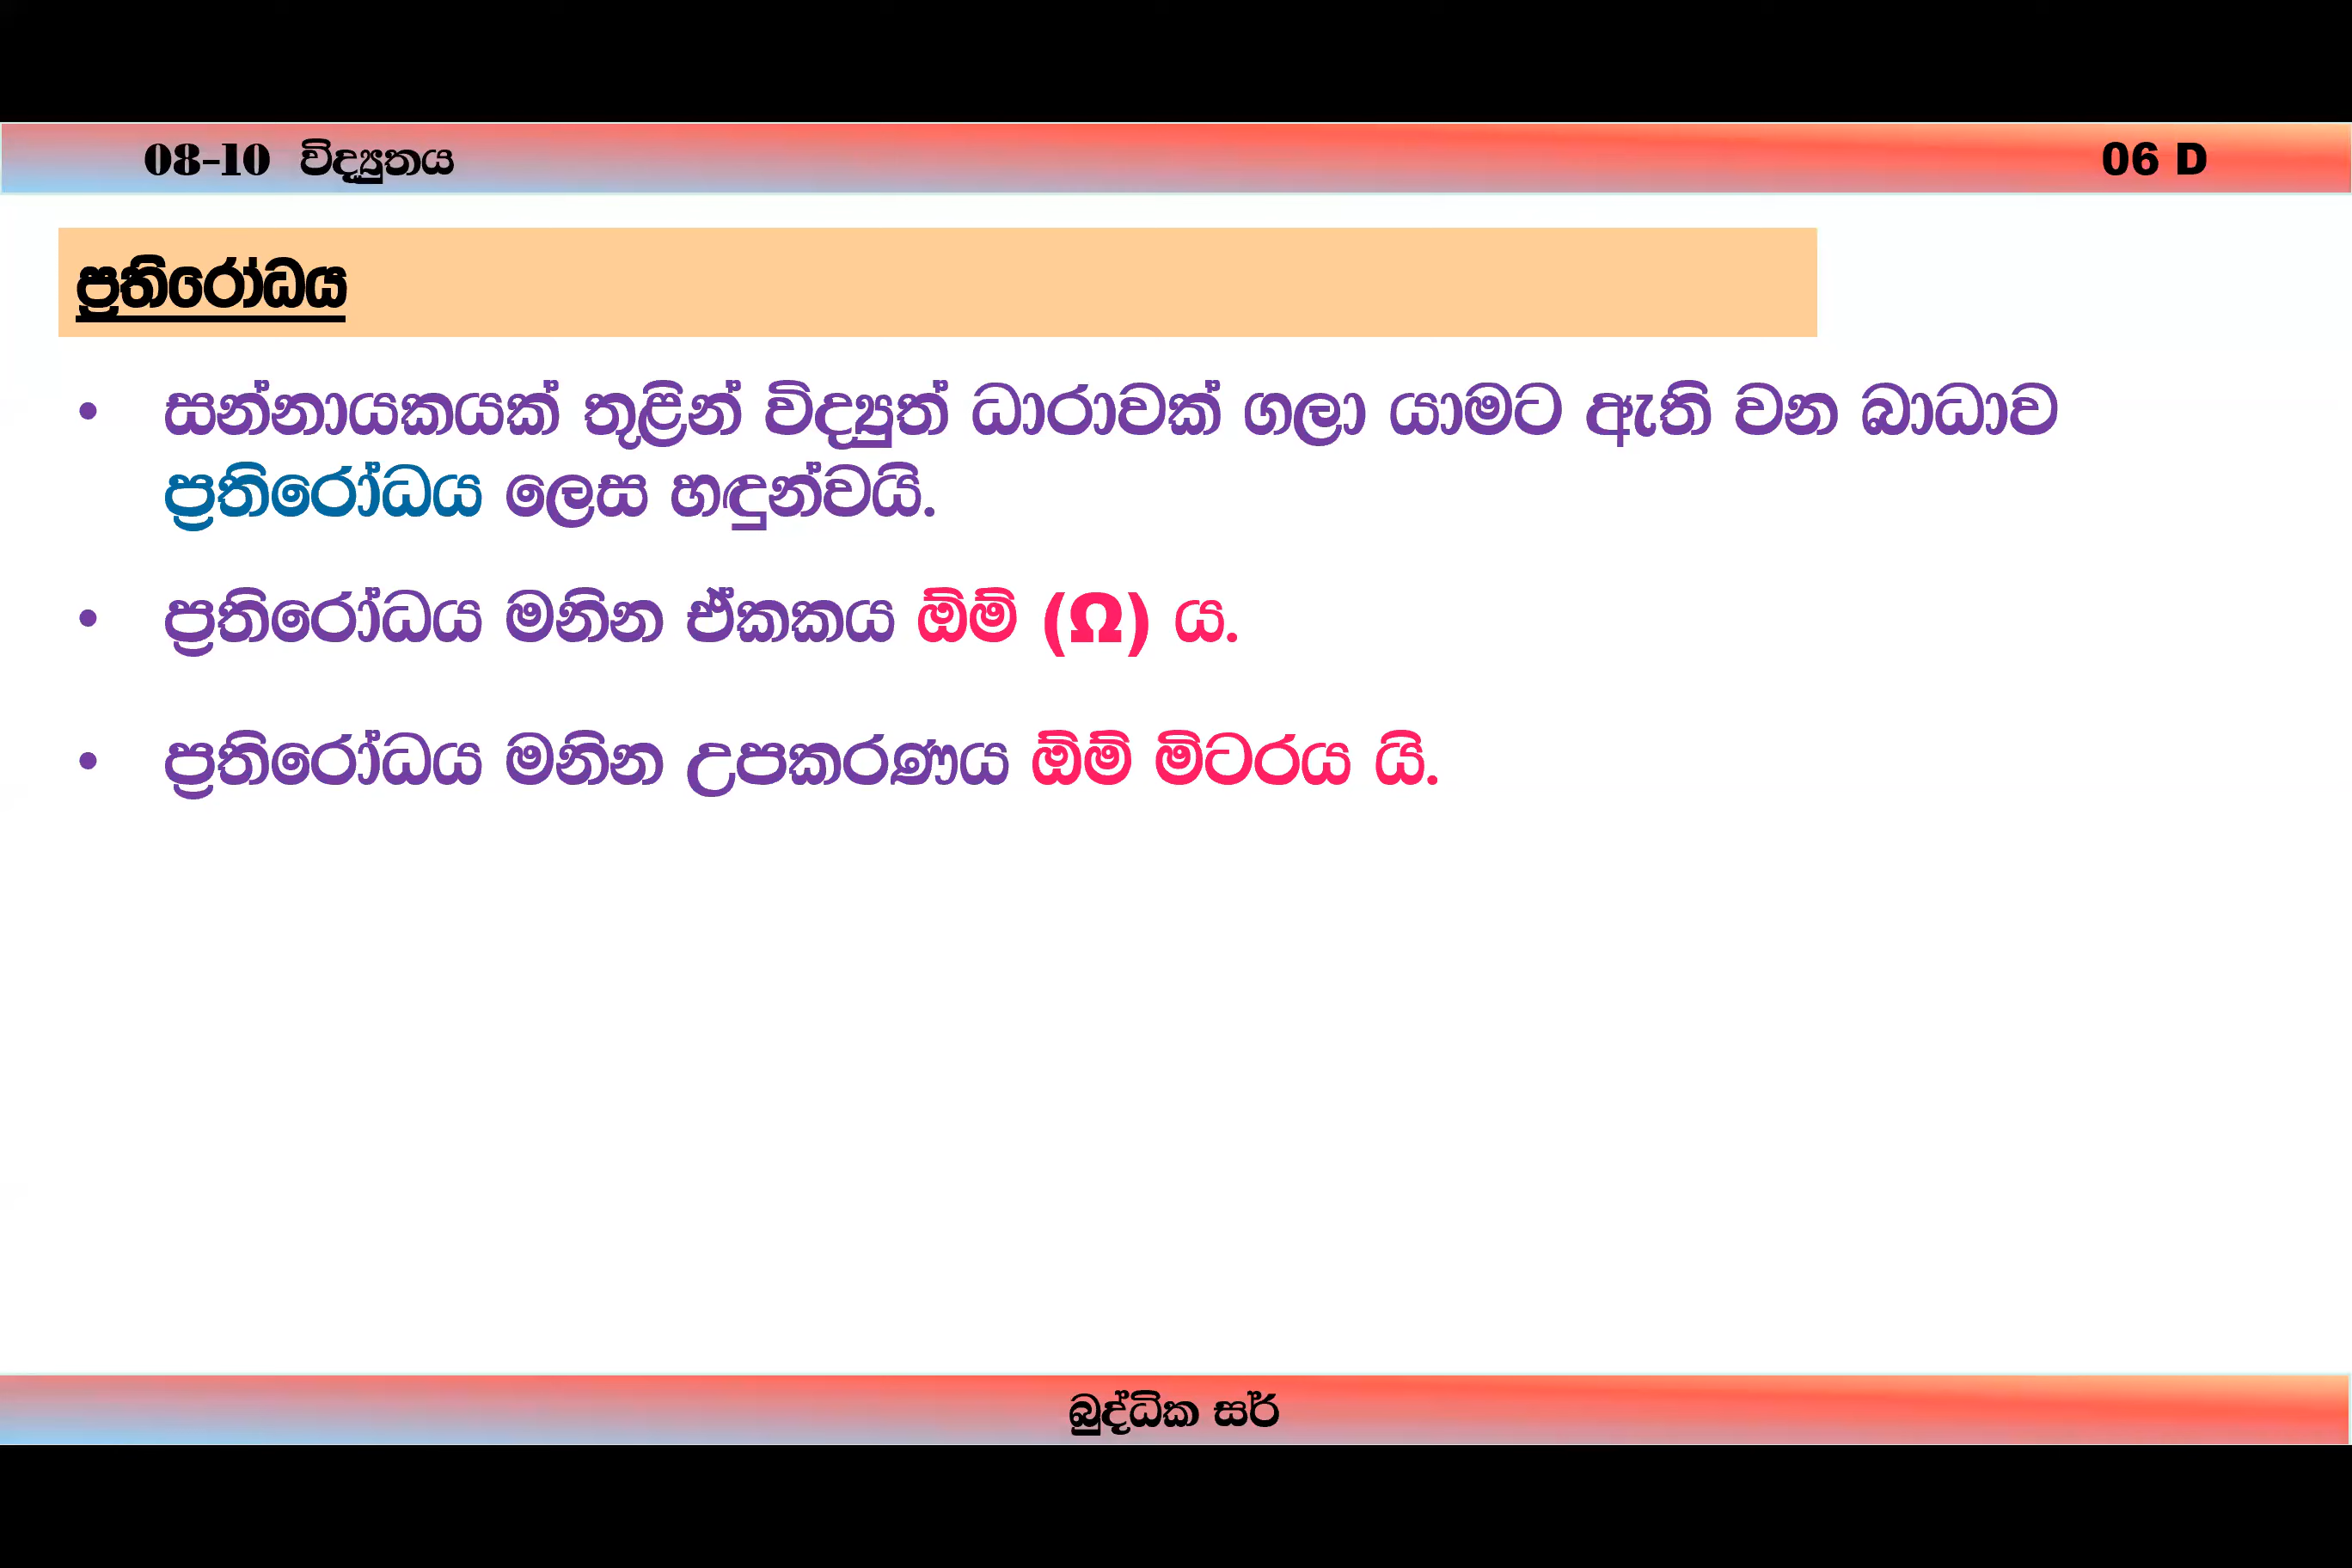 08-10 විද්‍යුතය 06 D
ප්‍රතිරෝධය
• සන්නායකයක් තුළින් විද්‍යුත් ධාරාවක් ගලා යාමට ඇති වන බාධාව
ප්‍රතිරෝධය ලෙස හඳුන්වයි.
• ප්‍රතිරෝධය මනින ඒකකය ඕම් (Ω) ය.
• ප්‍රතිරෝධය මනින උපකරණය ඕම් මීටරය යි.
බුද්ධික සර්